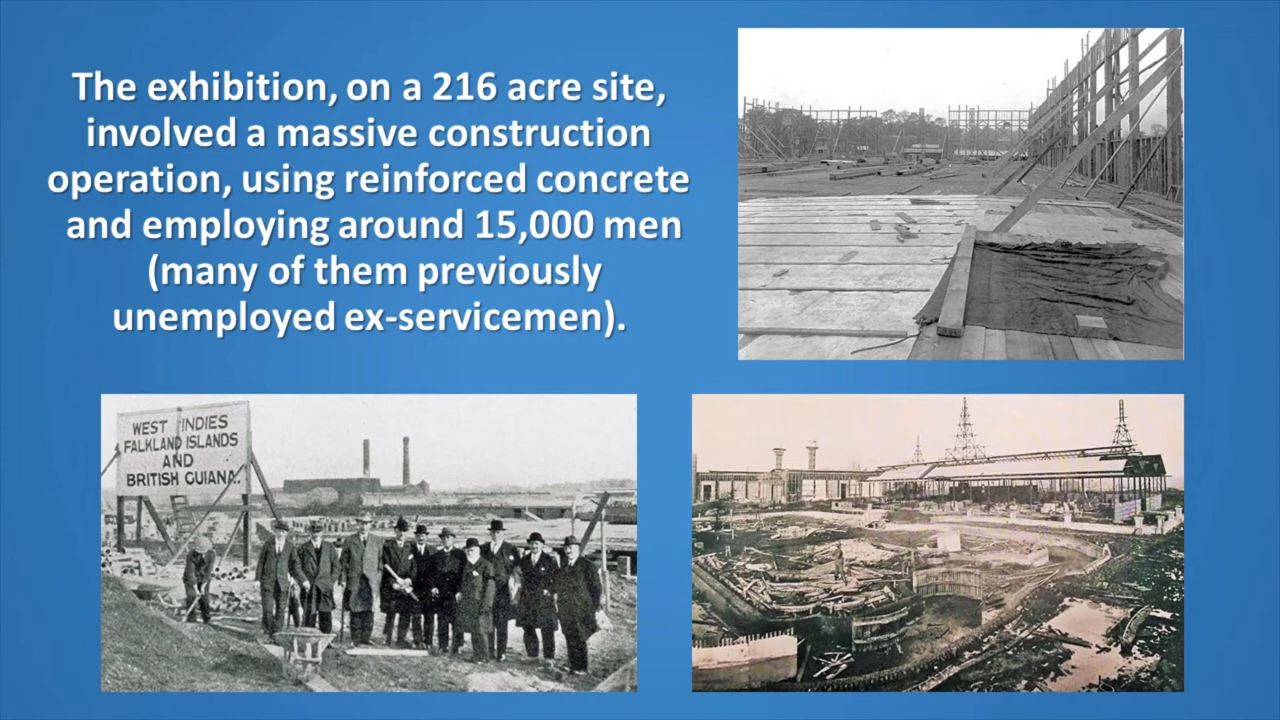 The exhibition, on a 216 acre site,
involved a massive construction
operation, using reinforced concrete
and employing around 15,000 men
(many of them previously
unemployed ex-servicemen).
WEST INDIES
FALKLAND ISLANDS
AND
BRITISH GUIANA.